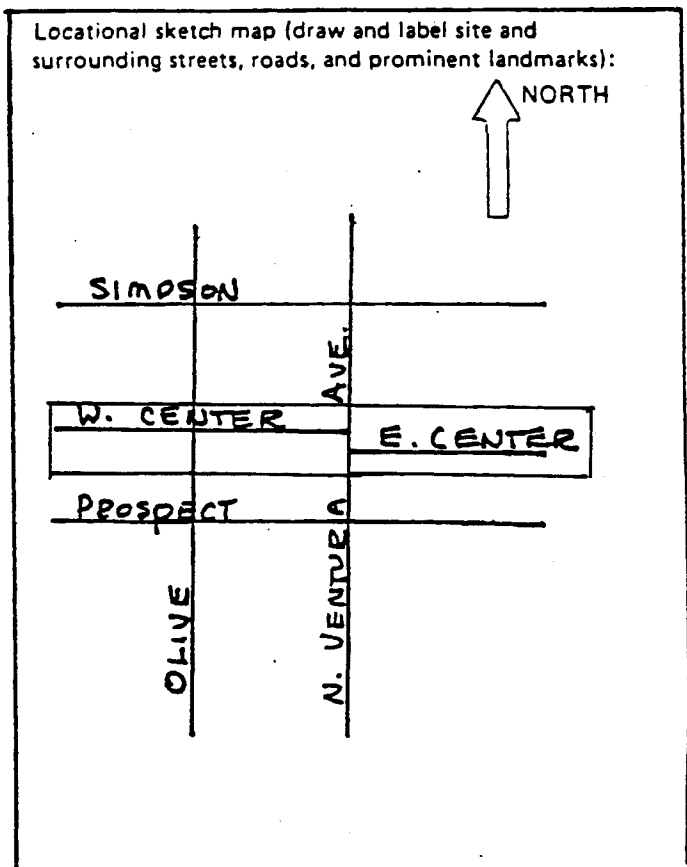 Locational sketch map (draw and label site and
surrounding streets, roads, and prominent landmarks):
NORTH
SIMPSON
N. VENTURA AVE.
W. CENTER
E. CENTER
PROSPECT
OLIVE